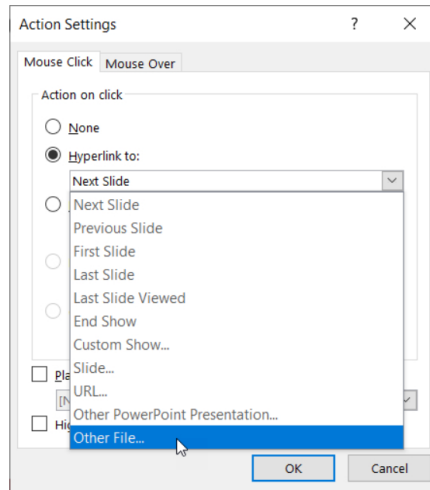 Action Settings
Mouse Click Mouse Over
Action on click
None
Hyperlink to:
Next Slide
Next Slide
Previous Slide
First Slide
Last Slide
Last Slide Viewed
End Show
Custom Show...
Slide...
URL...
Other PowerPoint Presentation...
Other File...
OK Cancel